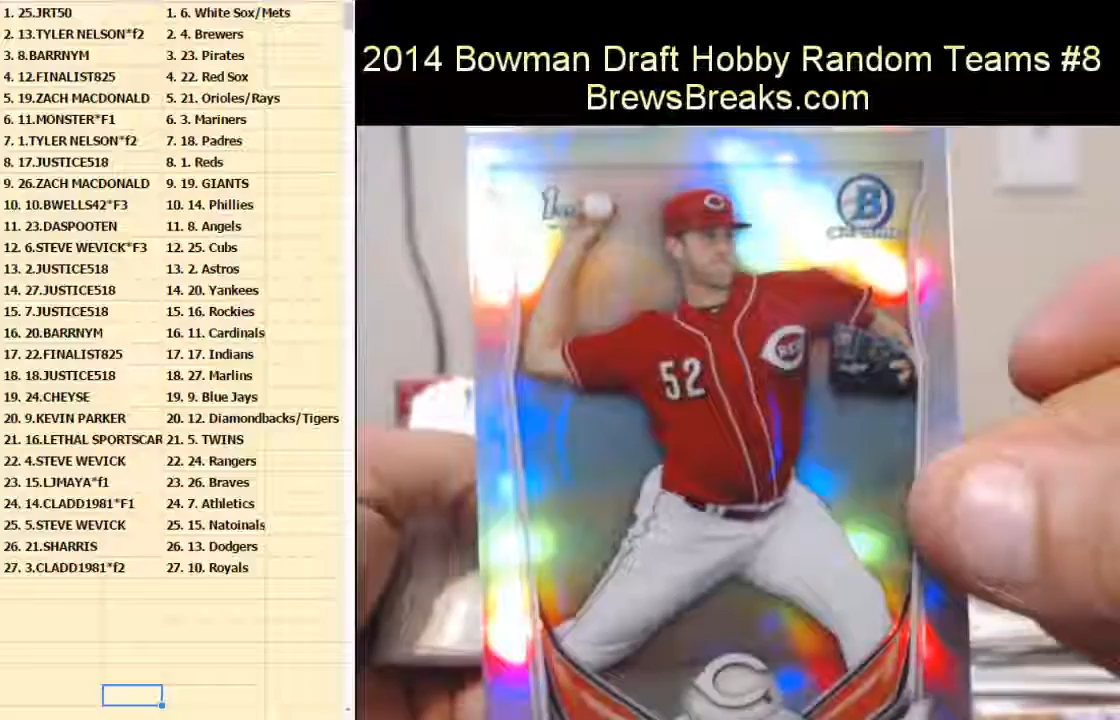 1. 25.JRT50 1. 6. White Sox/Mets
2. 13.TYLER NELSON*f2 2. 4. Brewers
3. 8.BARRNYM 3. 23. Pirates
4. 12.FINALIST825 4. 22. Red Sox
5. 19.ZACH MACDONALD 5. 21. Orioles/Rays
6. 11.MONSTER*F1 6. 3. Mariners
7. 1.TYLER NELSON*f2 7. 18. Padres
8. 17.JUSTICE518 8. 1. Reds
9. 26.ZACH MACDONALD 9. 19. GIANTS
10. 10.BWELLS42*F3 10. 14. Phillies
11. 23.DASPOOTEN 11. 8. Angels
12. 6.STEVE WEVICK*F3 12. 25. Cubs
13. 2.JUSTICE518 13. 2. Astros
14. 27.JUSTICE518 14. 20. Yankees
15. 7.JUSTICE518 15. 16. Rockies
16. 20.BARRNYM 16. 11. Cardinals
17. 22.FINALIST825 17. 17. Indians
18. 18.JUSTICE518 18. 27. Marlins
19. 24.CHEYSE 19. 9. Blue Jays
20. 9.KEVIN PARKER 20. 12. Diamondbacks/Tigers
21. 16.LETHAL SPORTSCAR 21. 5. TWINS
22. 4.STEVE WEVICK 22. 24. Rangers
23. 15.LJMAYA*f1 23. 26. Braves
24. 14.CLADD1981*F1 24. 7. Athletics
25. 5.STEVE WEVICK 25. 15. Natoinals
26. 21.SHARRIS 26. 13. Dodgers
27. 3.CLADD1981*f2 27. 10. Royals
2014 Bowman Draft Hobby Random Teams #8
BrewsBreaks.com
1st
B
CHROME
C
REDS
52
C